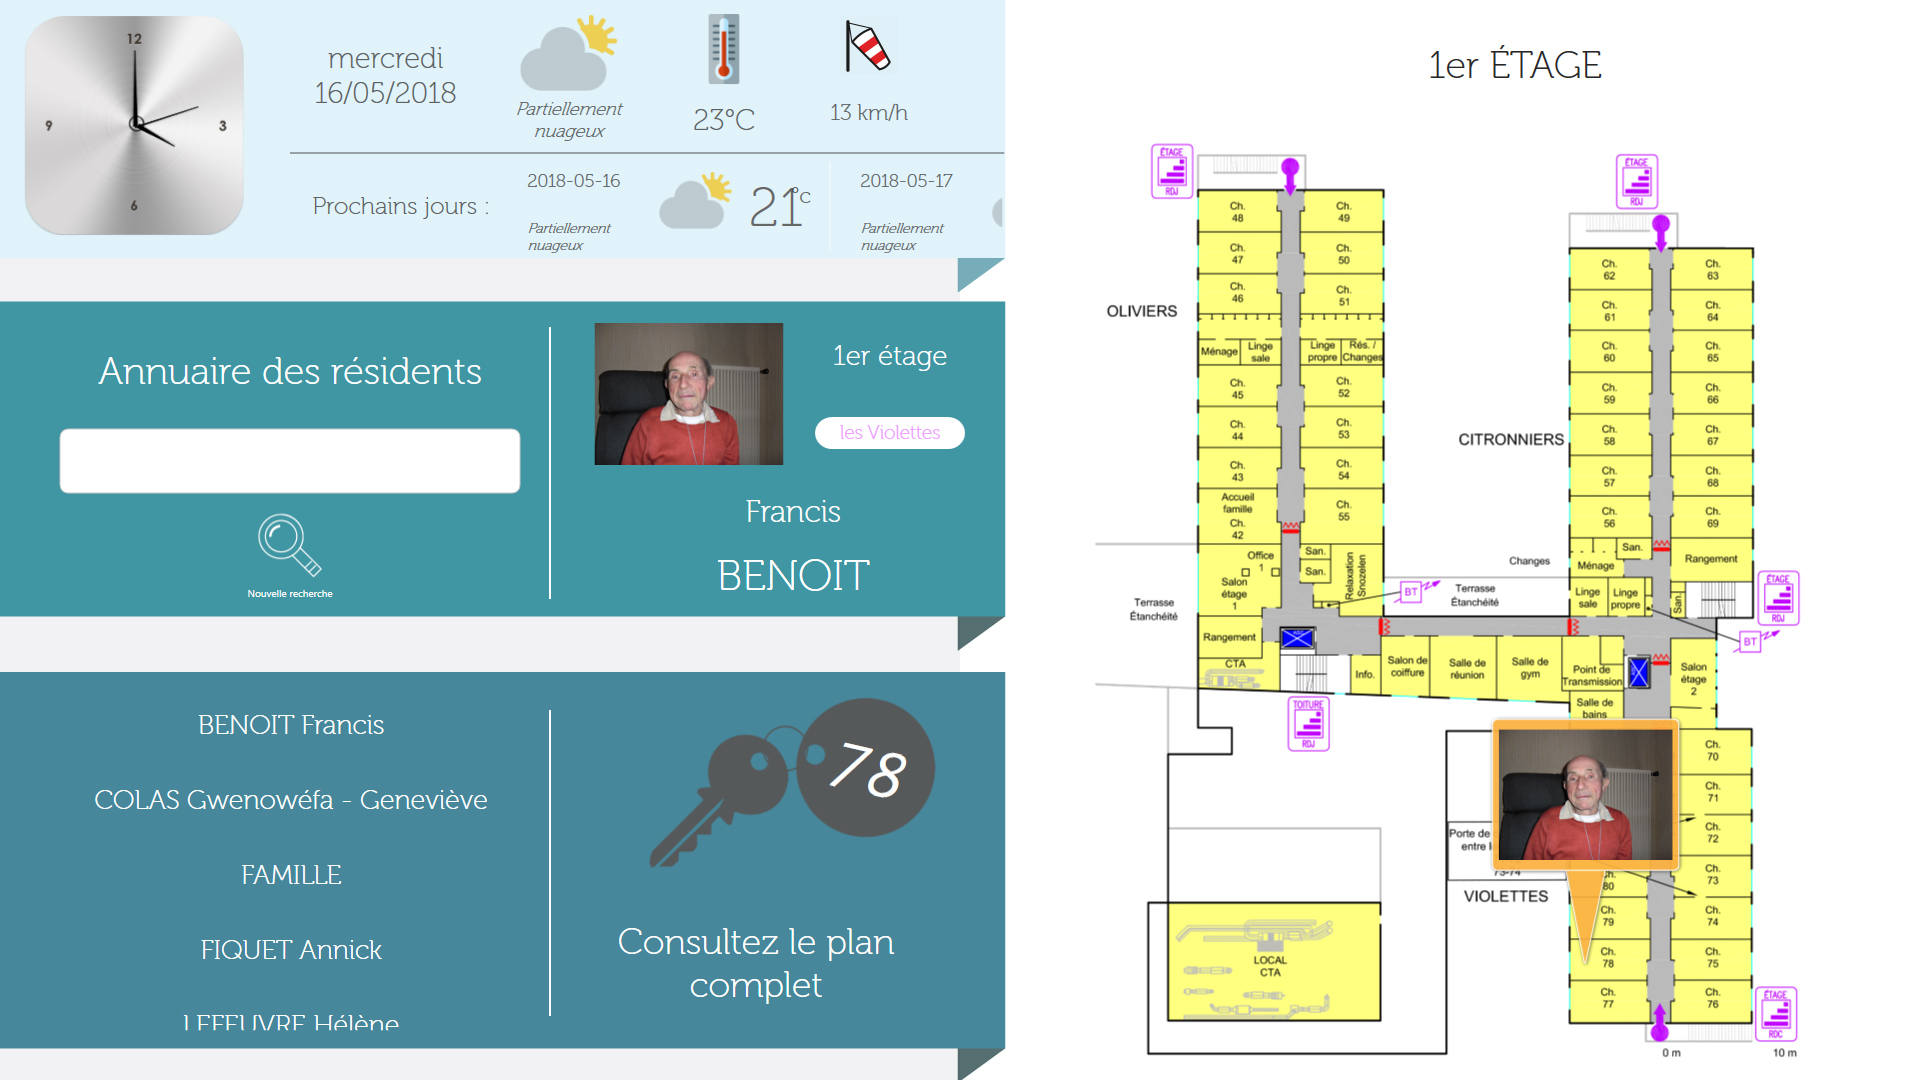 12
9
3
6
mercredi
16/05/2018
Partiellement
nuageux
23°C
13 km/h
Prochains jours :
2018-05-16
Partiellement
nuageux
21°C
2018-05-17
Partiellement
nuageux
Annuaire des résidents
Nouvelle recherche
1er étage
les Violettes
Francis
BENOIT
BENOIT Francis
COLAS Gwenowéfa - Geneviève
FAMILLE
FIQUET Annick
LEFEUVRE Hélène
78
Consultez le plan
complet
1er ÉTAGE
ÉTAGE
RDJ
ÉTAGE
RDJ
OLIVIERS
Ch.
48
Ch.
49
Ch.
47
Ch.
50
Ch.
46
Ch.
51
Ménage
Linge
sale
Linge
propre
Rés. /
Changes
Ch.
45
Ch.
52
Ch.
44
Ch.
53
Ch.
43
Ch.
54
Accueil
famille
Ch.
42
Ch.
55
Office
1
San.
San.
Relaxation
Snozelen
Salon
étage
1
Terrasse
Étanchéité
Rangement
CTA
CITRONNIERS
Ch.
62
Ch.
63
Ch.
61
Ch.
64
Ch.
60
Ch.
65
Ch.
59
Ch.
66
Ch.
58
Ch.
67
Ch.
57
Ch.
68
Ch.
56
Ch.
69
Changes
San.
Ménage
Rangement
Linge
sale
Linge
propre
San.
BT
Terrasse
Étanchéité
ÉTAGE
RDJ
BT
Info.
Salon de
coiffure
Salle de
réunion
Salle de
gym
Point de
Transmission
Salon
étage
2
Salle de
bains
TOITURE
RDJ
Ch.
70
Ch.
71
Ch.
72
Ch.
73
Ch.
74
Ch.
75
Ch.
76
Porte de
entre l
73-74
VIOLETTES
80
Ch.
79
Ch.
78
Ch.
77
LOCAL
CTA
ÉTAGE
RDC
0 m
10 m